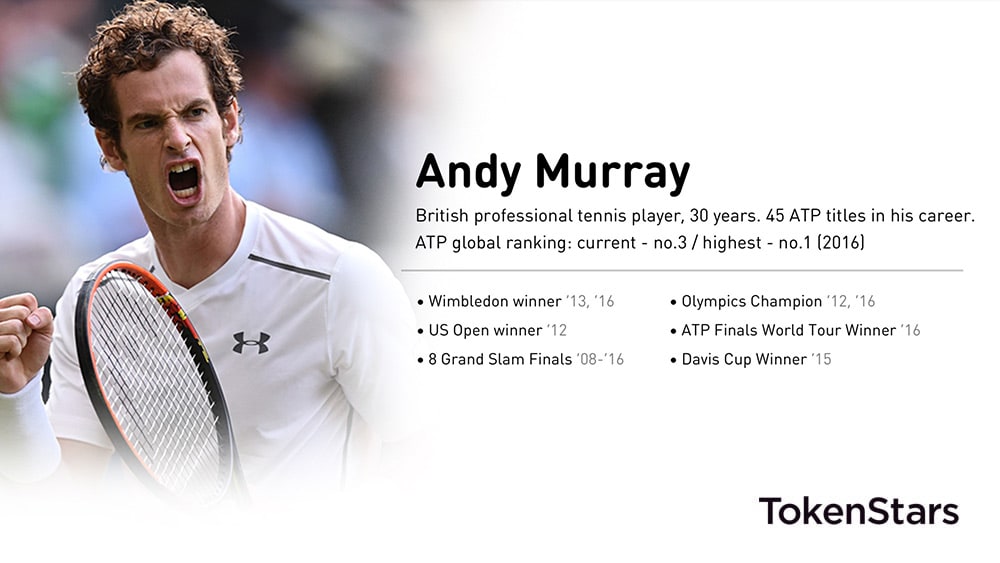 Andy Murray
British professional tennis player, 30 years. 45 ATP titles in his career.
ATP global ranking: current - no.3 / highest - no.1 (2016)
• Wimbledon winner ’13, ’16
• US Open winner ’12
• 8 Grand Slam Finals ’08-’16
• Olympics Champion ’12, ’16
• ATP Finals World Tour Winner ’16
• Davis Cup Winner ’15
TokenStars